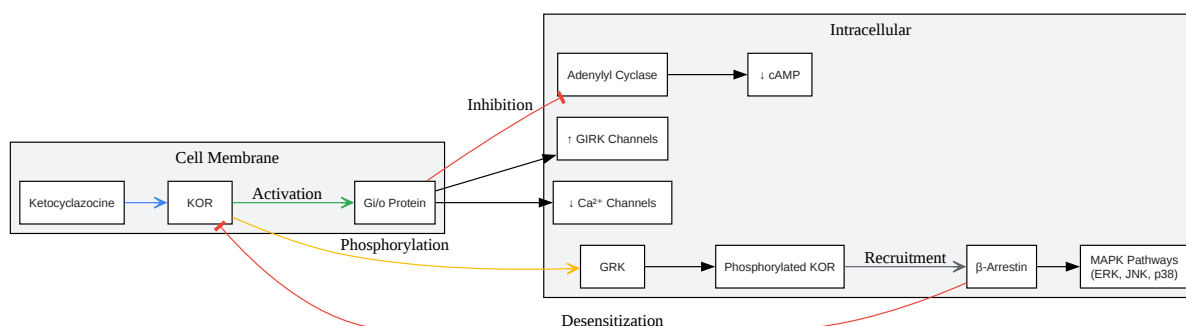 Intracellular
Adenylyl Cyclase
↓ cAMP
Inhibition
↑ GIRK Channels
Cell Membrane
Ketocyclazocine
KOR
Activation
Gi/o Protein
↓ Ca²⁺ Channels
Phosphorylation
GRK
Phosphorylated KOR
Recruitment
β-Arrestin
MAPK Pathways
(ERK, JNK, p38)
Desensitization